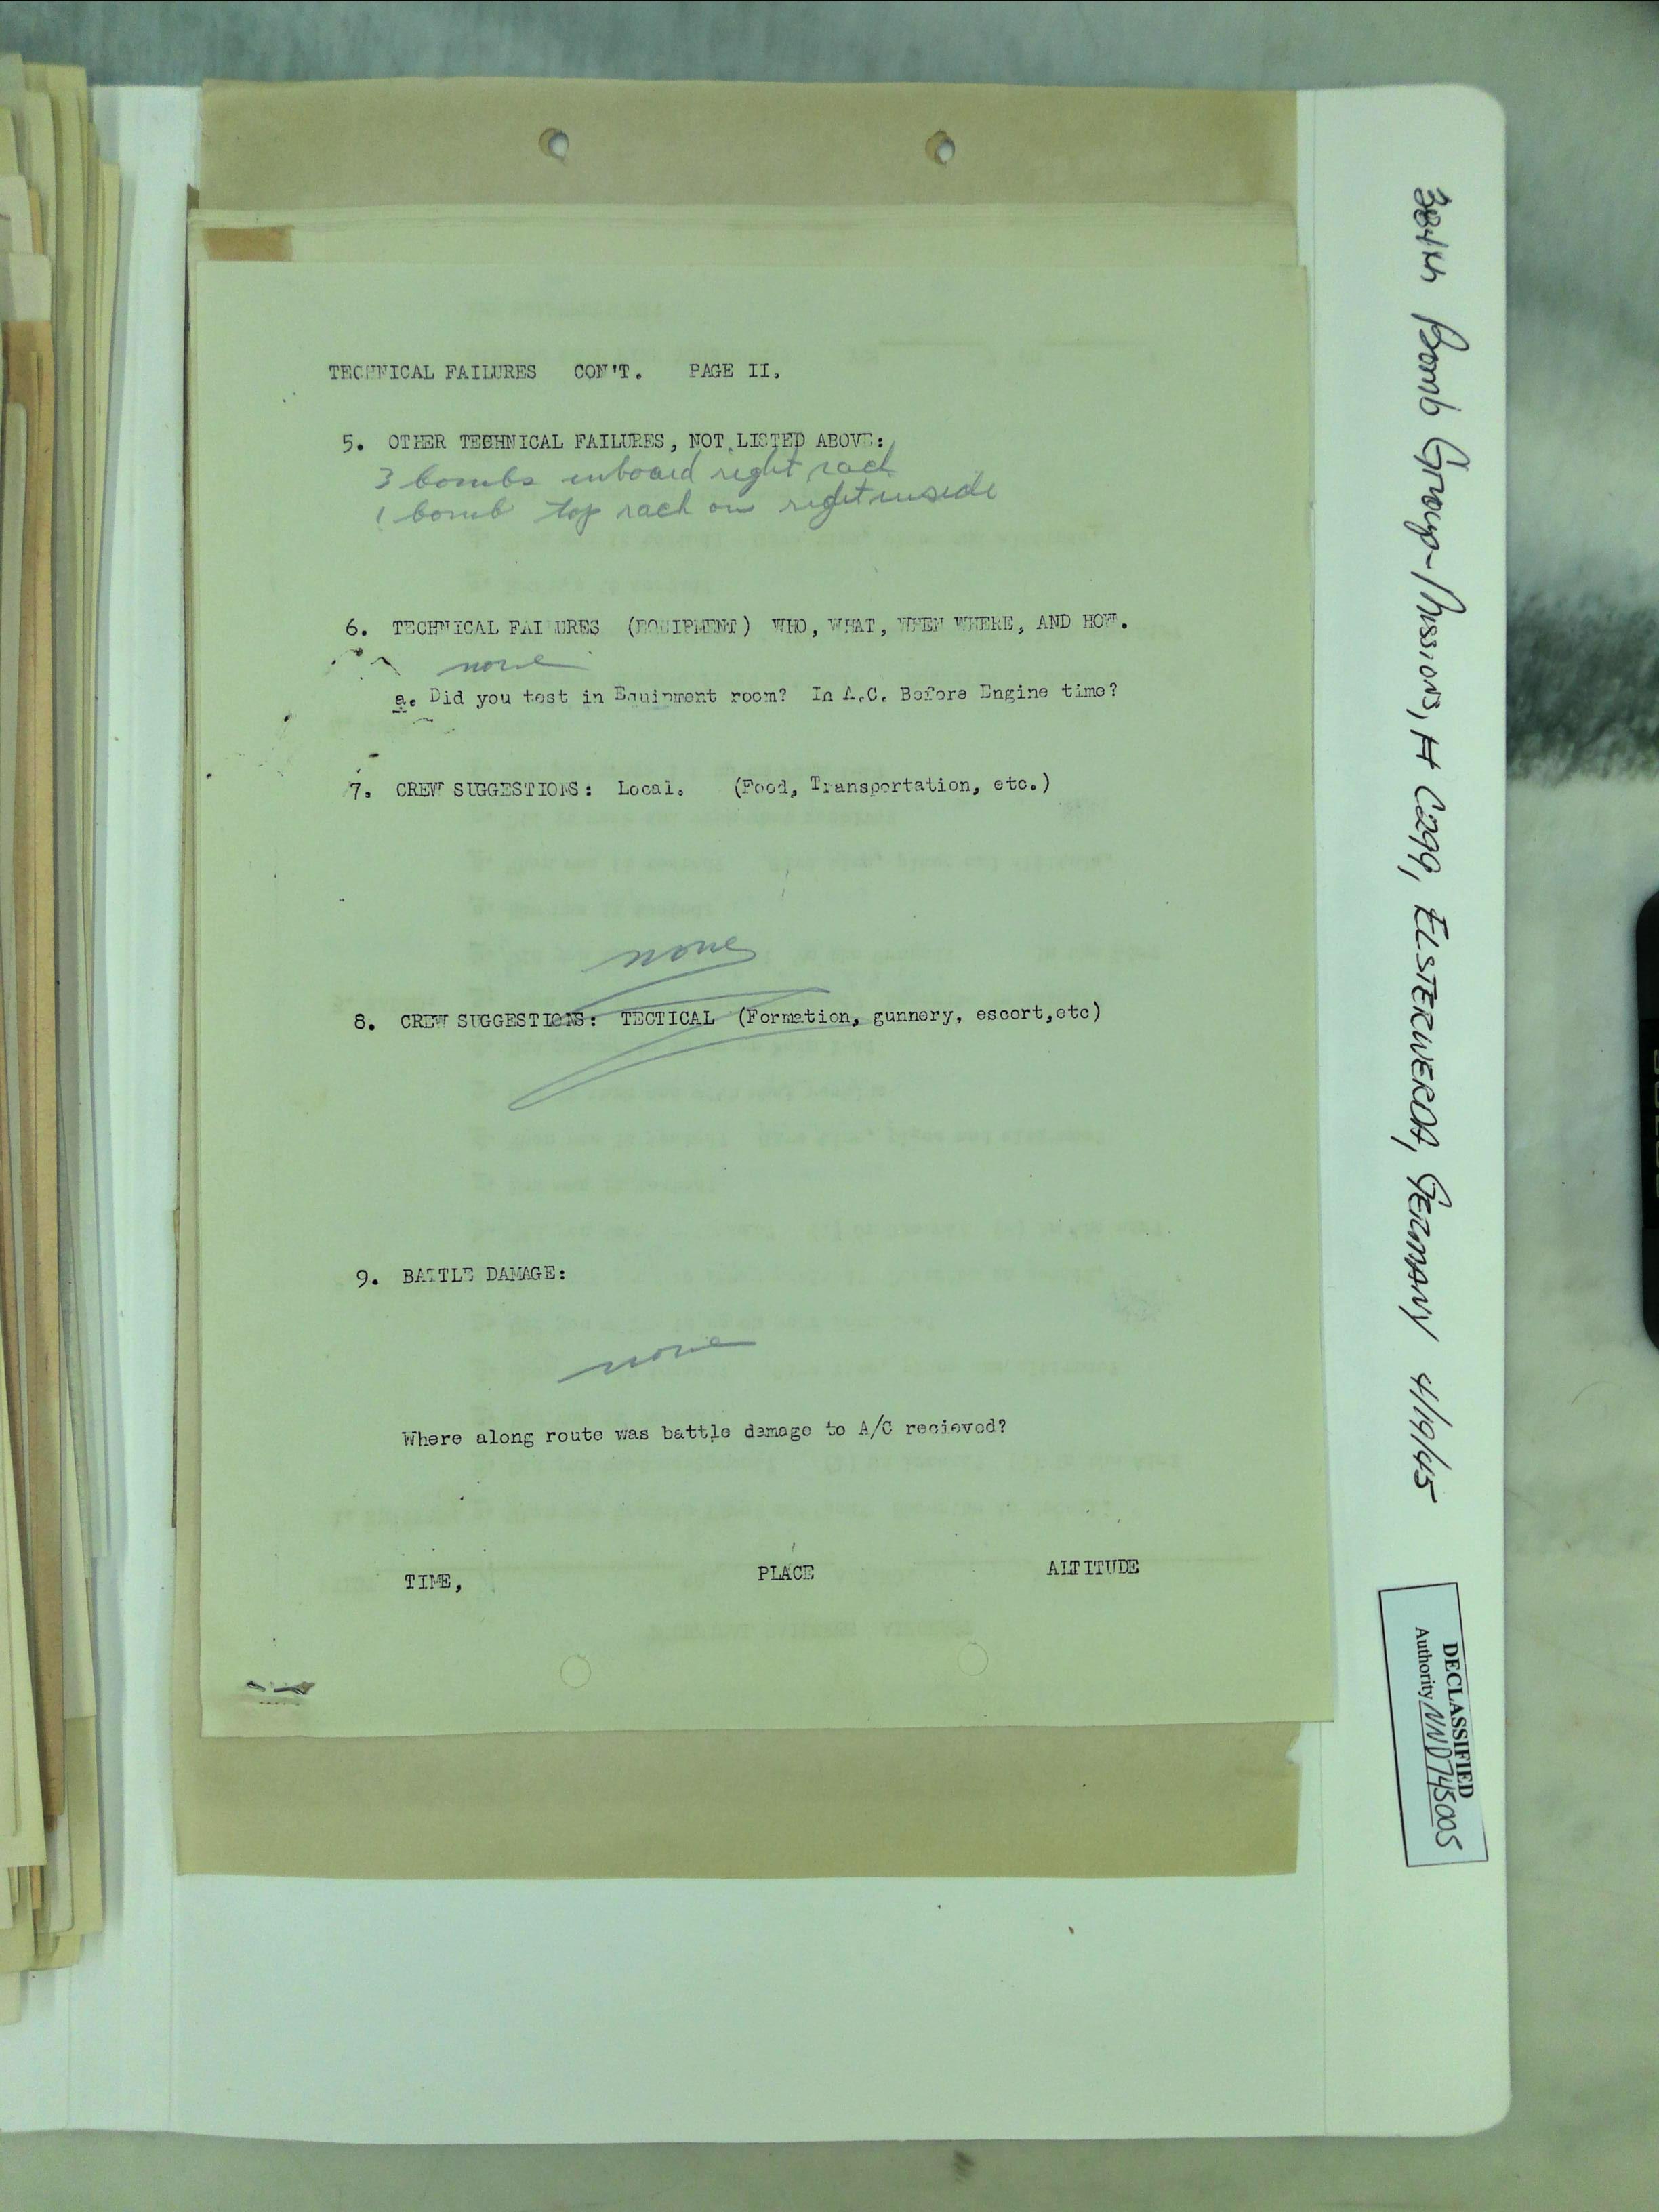 TECHNICAL FAILURES CON'T. PAGE II.
5. OTHER TECHNICAL FAILURES, NOT LISTED ABOVE:
3 bombs inboard right rack
1 bomb top rack on right inside
6. TECHNICAL FAILURES (EQUIPMENT) WHO, WHAT, WHEN WHERE, AND HOW.
none
a. Did you test in Equipment room? In A.C. Before Engine time?
7. CREW SUGGESTIONS: Local. (Food, Transportation, etc.)
none
8. CREW SUGGESTIONS: TECTICAL (Formation, gunnery, escort,etc)
9. BATTLE DAMAGE:
none
Where along route was battle damage to A/C recieved?
TIME, PLACE ALTITUDE
384th Bomb Group-Mission, # 299, ELSTERWERDA, GERMANY 4/19/45
DECLASSIFIED
Authority NND745005